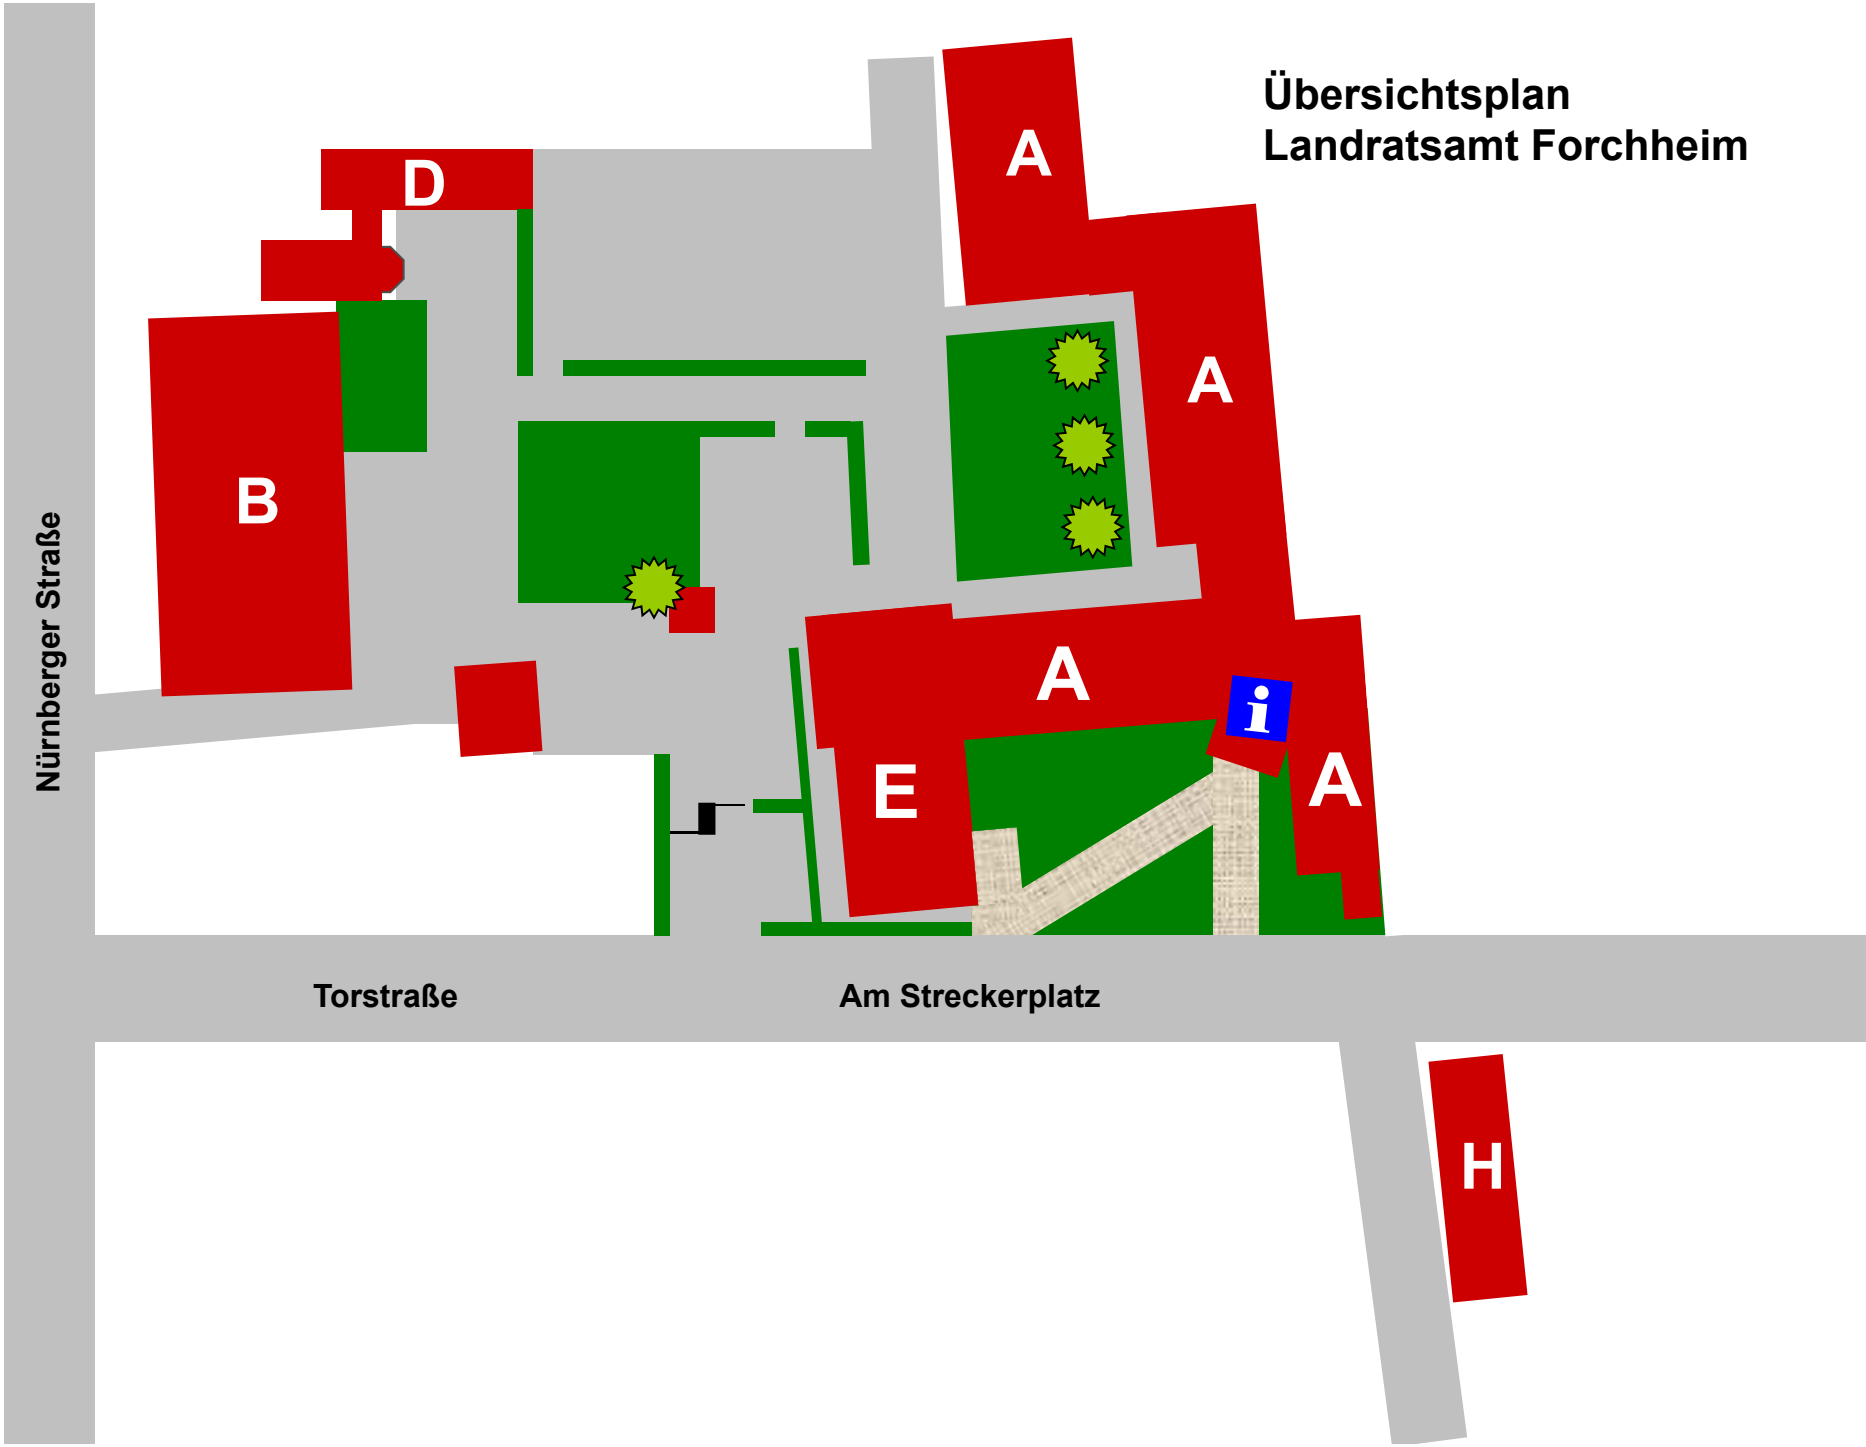 Übersichtsplan
Landratsamt Forchheim
A
D
A
B
Nürnberger Straße
A
i
E
A
Torstraße
Am Streckerplatz
H